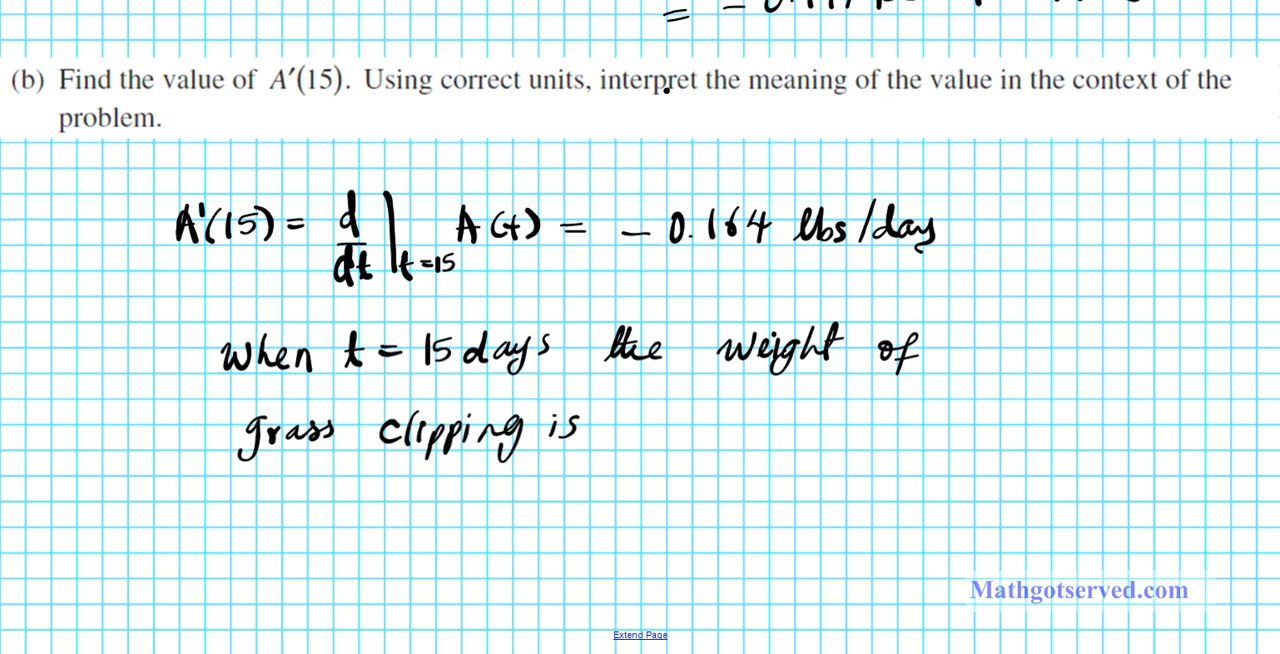 (b) Find the value of A′(15). Using correct units, interpret the meaning of the value in the context of the
problem.
A'(15) = d/dt |t=15 A(t) = - 0.164 lbs/day
when t = 15 days the weight of
grass clipping is
Mathgotserved.com
Extend Page